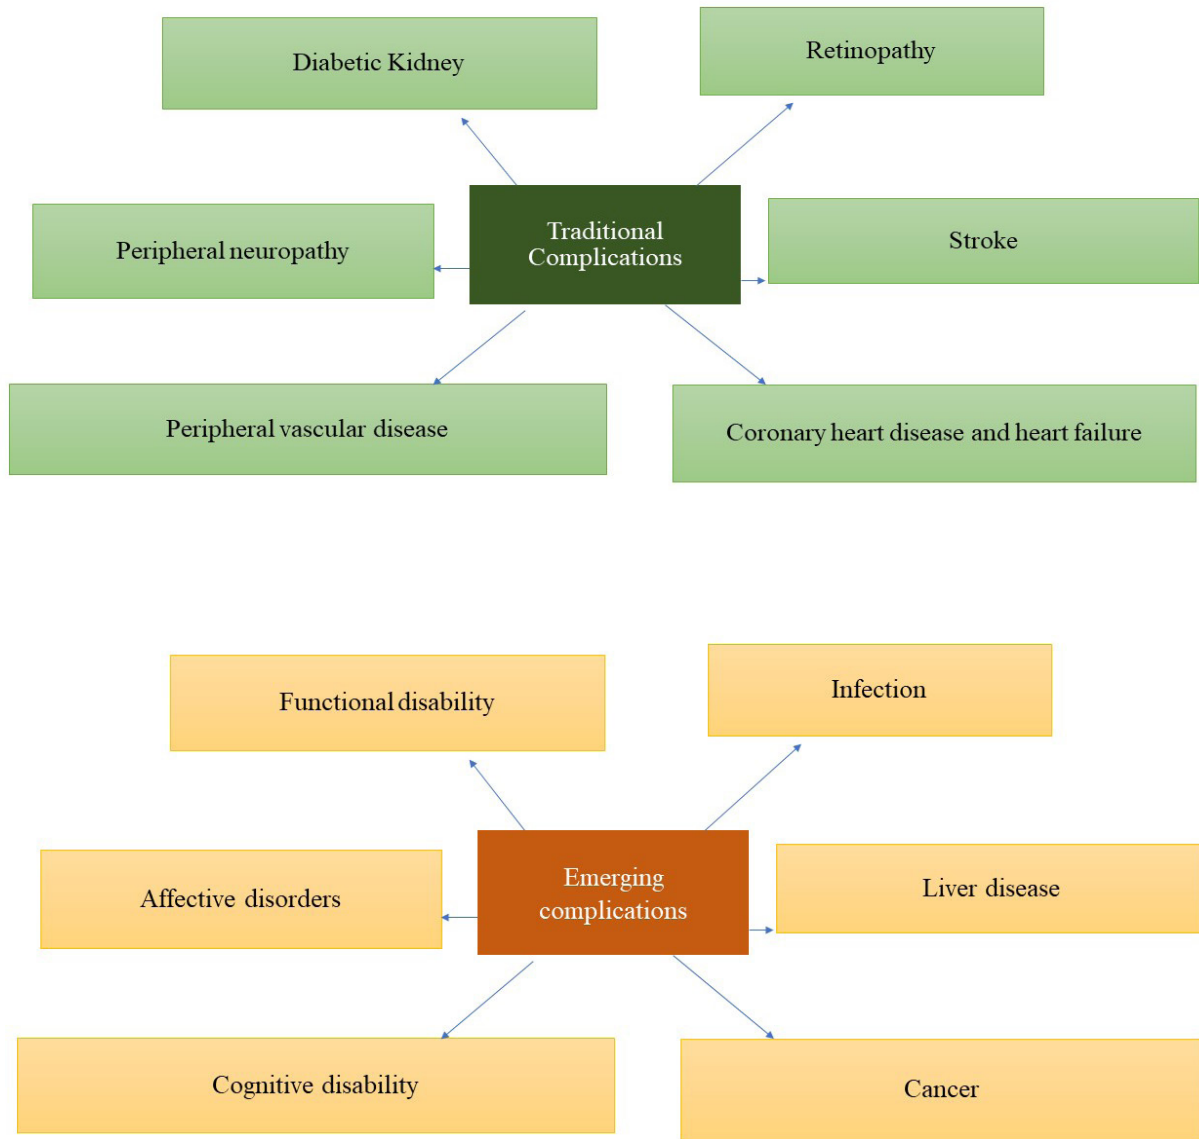 Diabetic Kidney
Retinopathy
Traditional
Complications
Peripheral neuropathy
Stroke
Peripheral vascular disease
Coronary heart disease and heart failure
Functional disability
Infection
Emerging
complications
Affective disorders
Liver disease
Cognitive disability
Cancer